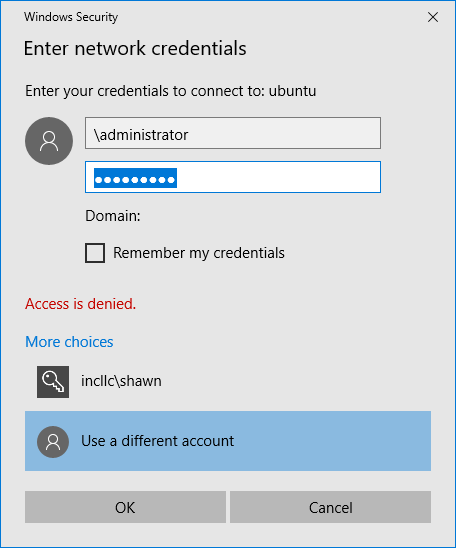 Windows Security
Enter network credentials
Enter your credentials to connect to: ubuntu
\administrator
●●●●●●●●●
Domain:
Remember my credentials
Access is denied.
More choices
incllc\shawn
Use a different account
OK
Cancel